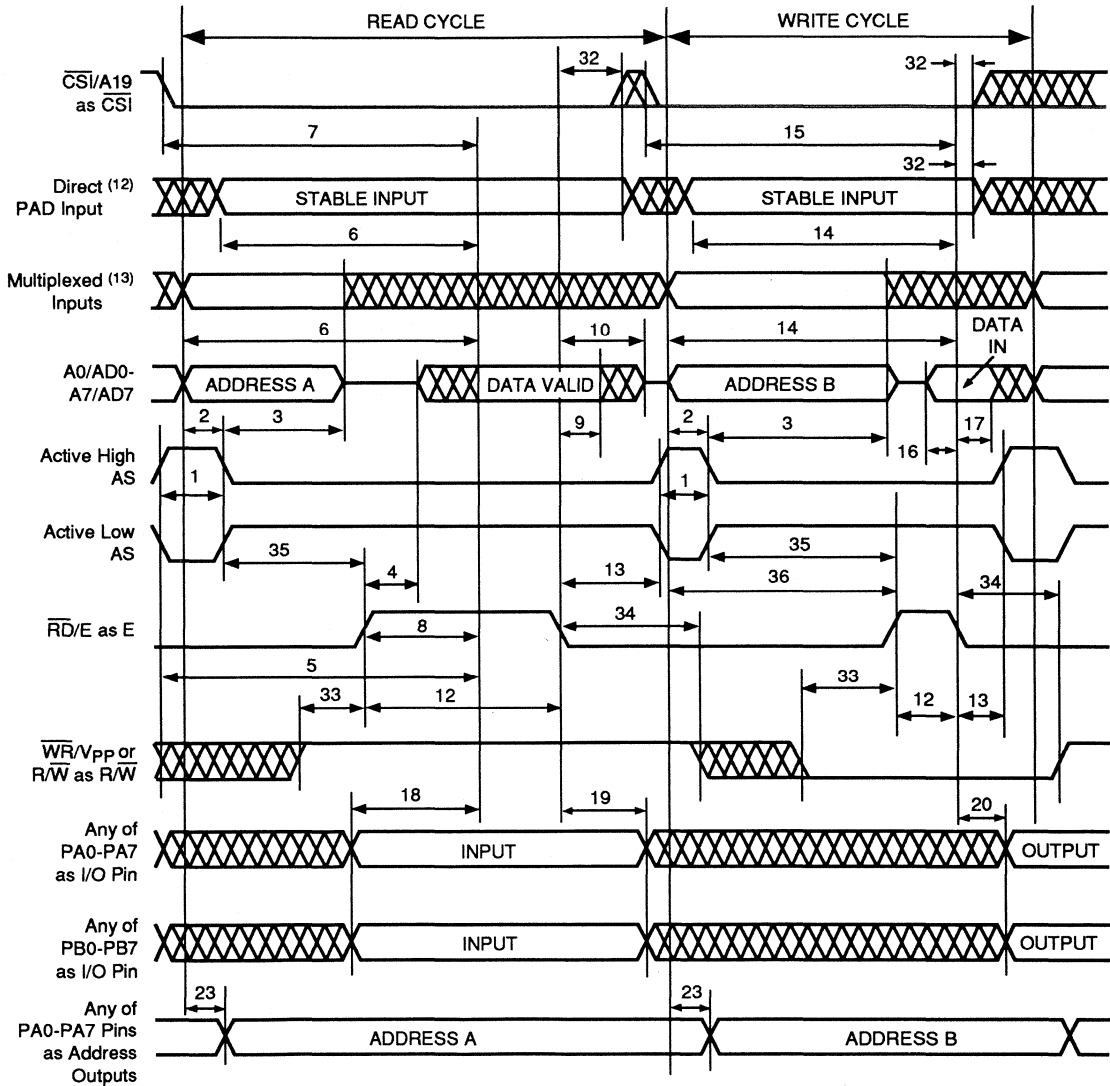 READ CYCLE
WRITE CYCLE
32
32
CSI/A19
as CSI
7
15
32
Direct (12)
PAD Input
STABLE INPUT
STABLE INPUT
6
14
Multiplexed (13)
Inputs
6
10
14
DATA
IN
A0/AD0-
A7/AD7
ADDRESS A
DATA VALID
ADDRESS B
2
3
9
2
3
16
17
Active High
AS
1
1
Active Low
AS
35
4
13
35
36
34
RD/E as E
8
34
5
33
12
33
12
13
WR/VPP or
R/W as R/W
18
19
20
Any of
PA0-PA7
as I/O Pin
INPUT
OUTPUT
Any of
PB0-PB7
as I/O Pin
INPUT
OUTPUT
23
23
Any of
PA0-PA7 Pins
as Address
Outputs
ADDRESS A
ADDRESS B